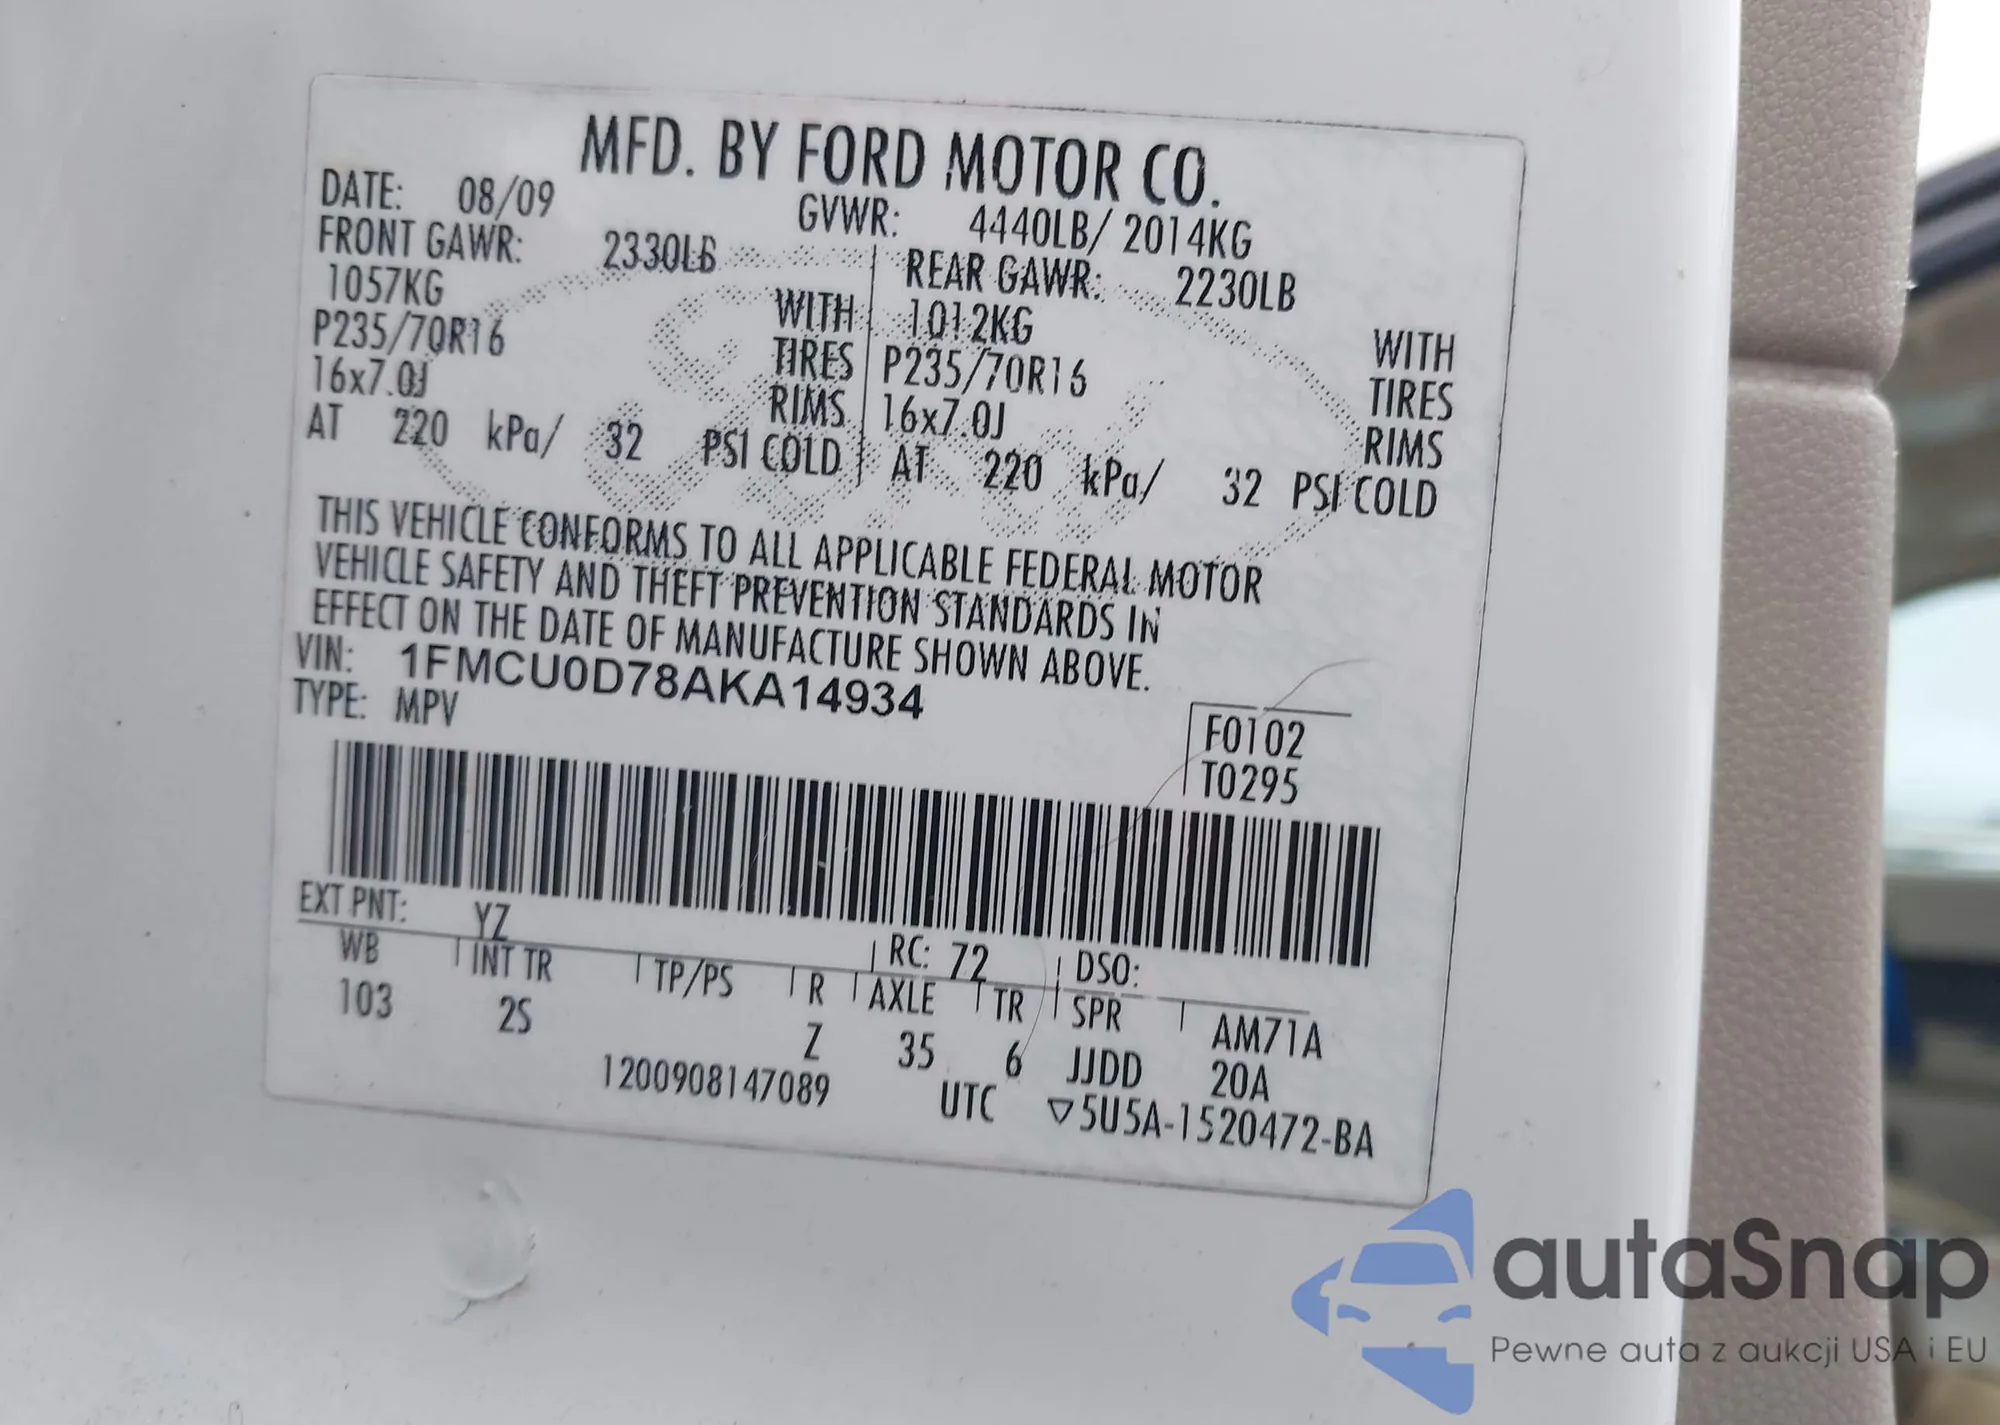 MFD. BY FORD MOTOR CO.
DATE: 08/09 GVWR: 4440LB/ 2014KG
FRONT GAWR: 2330LB REAR GAWR: 2230LB
1057KG WITH 1012KG WITH
P235/70R16 TIRES P235/70R16 TIRES
16x7.0J RIMS 16x7.0J RIMS
AT 220 kPa/ 32 PSI COLD AT 220 kPa/ 32 PSI COLD
THIS VEHICLE CONFORMS TO ALL APPLICABLE FEDERAL MOTOR
VEHICLE SAFETY AND THEFT PREVENTION STANDARDS IN
EFFECT ON THE DATE OF MANUFACTURE SHOWN ABOVE.
VIN: 1FMCU0D78AKA14934
TYPE: MPV
F0102
T0295
EXT PNT: YZ RC: 72 DSO:
WB INT TR TP/PS R AXLE TR SPR AM71A
103 2S Z 35 6 JJDD 20A
1200908147089 UTC ▽5U5A-1520472-BA
autaSnap
Pewne auta z aukcji USA i EU